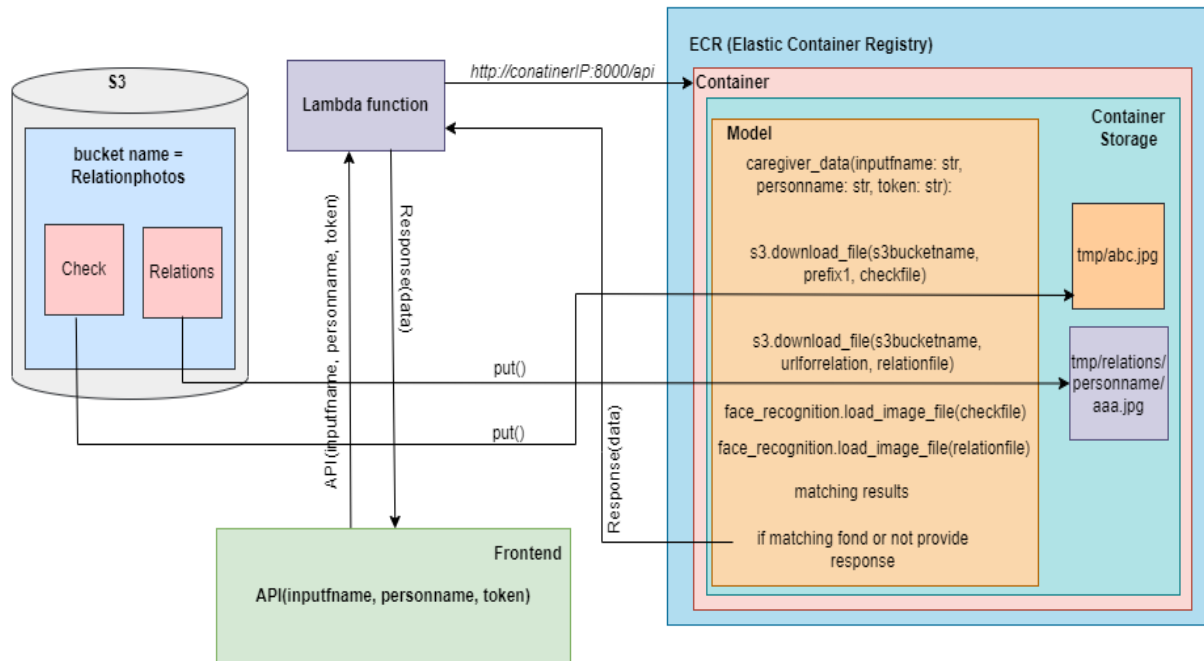 S3
bucket name =
Relationphotos
Check
Relations
Lambda function
http://conatinerIP:8000/api
API(inputfname, personname, token)
Response(data)
put()
put()
Response(data)
Frontend
API(inputfname, personname, token)
ECR (Elastic Container Registry)
Container
Container
Storage
Model
caregiver_data(inputfname: str,
personname: str, token: str):
s3.download_file(s3bucketname,
prefix1, checkfile)
s3.download_file(s3bucketname,
urlforrelation, relationfile)
face_recognition.load_image_file(checkfile)
face_recognition.load_image_file(relationfile)
matching results
if matching fond or not provide
response
tmp/abc.jpg
tmp/relations/
personname/
aaa.jpg